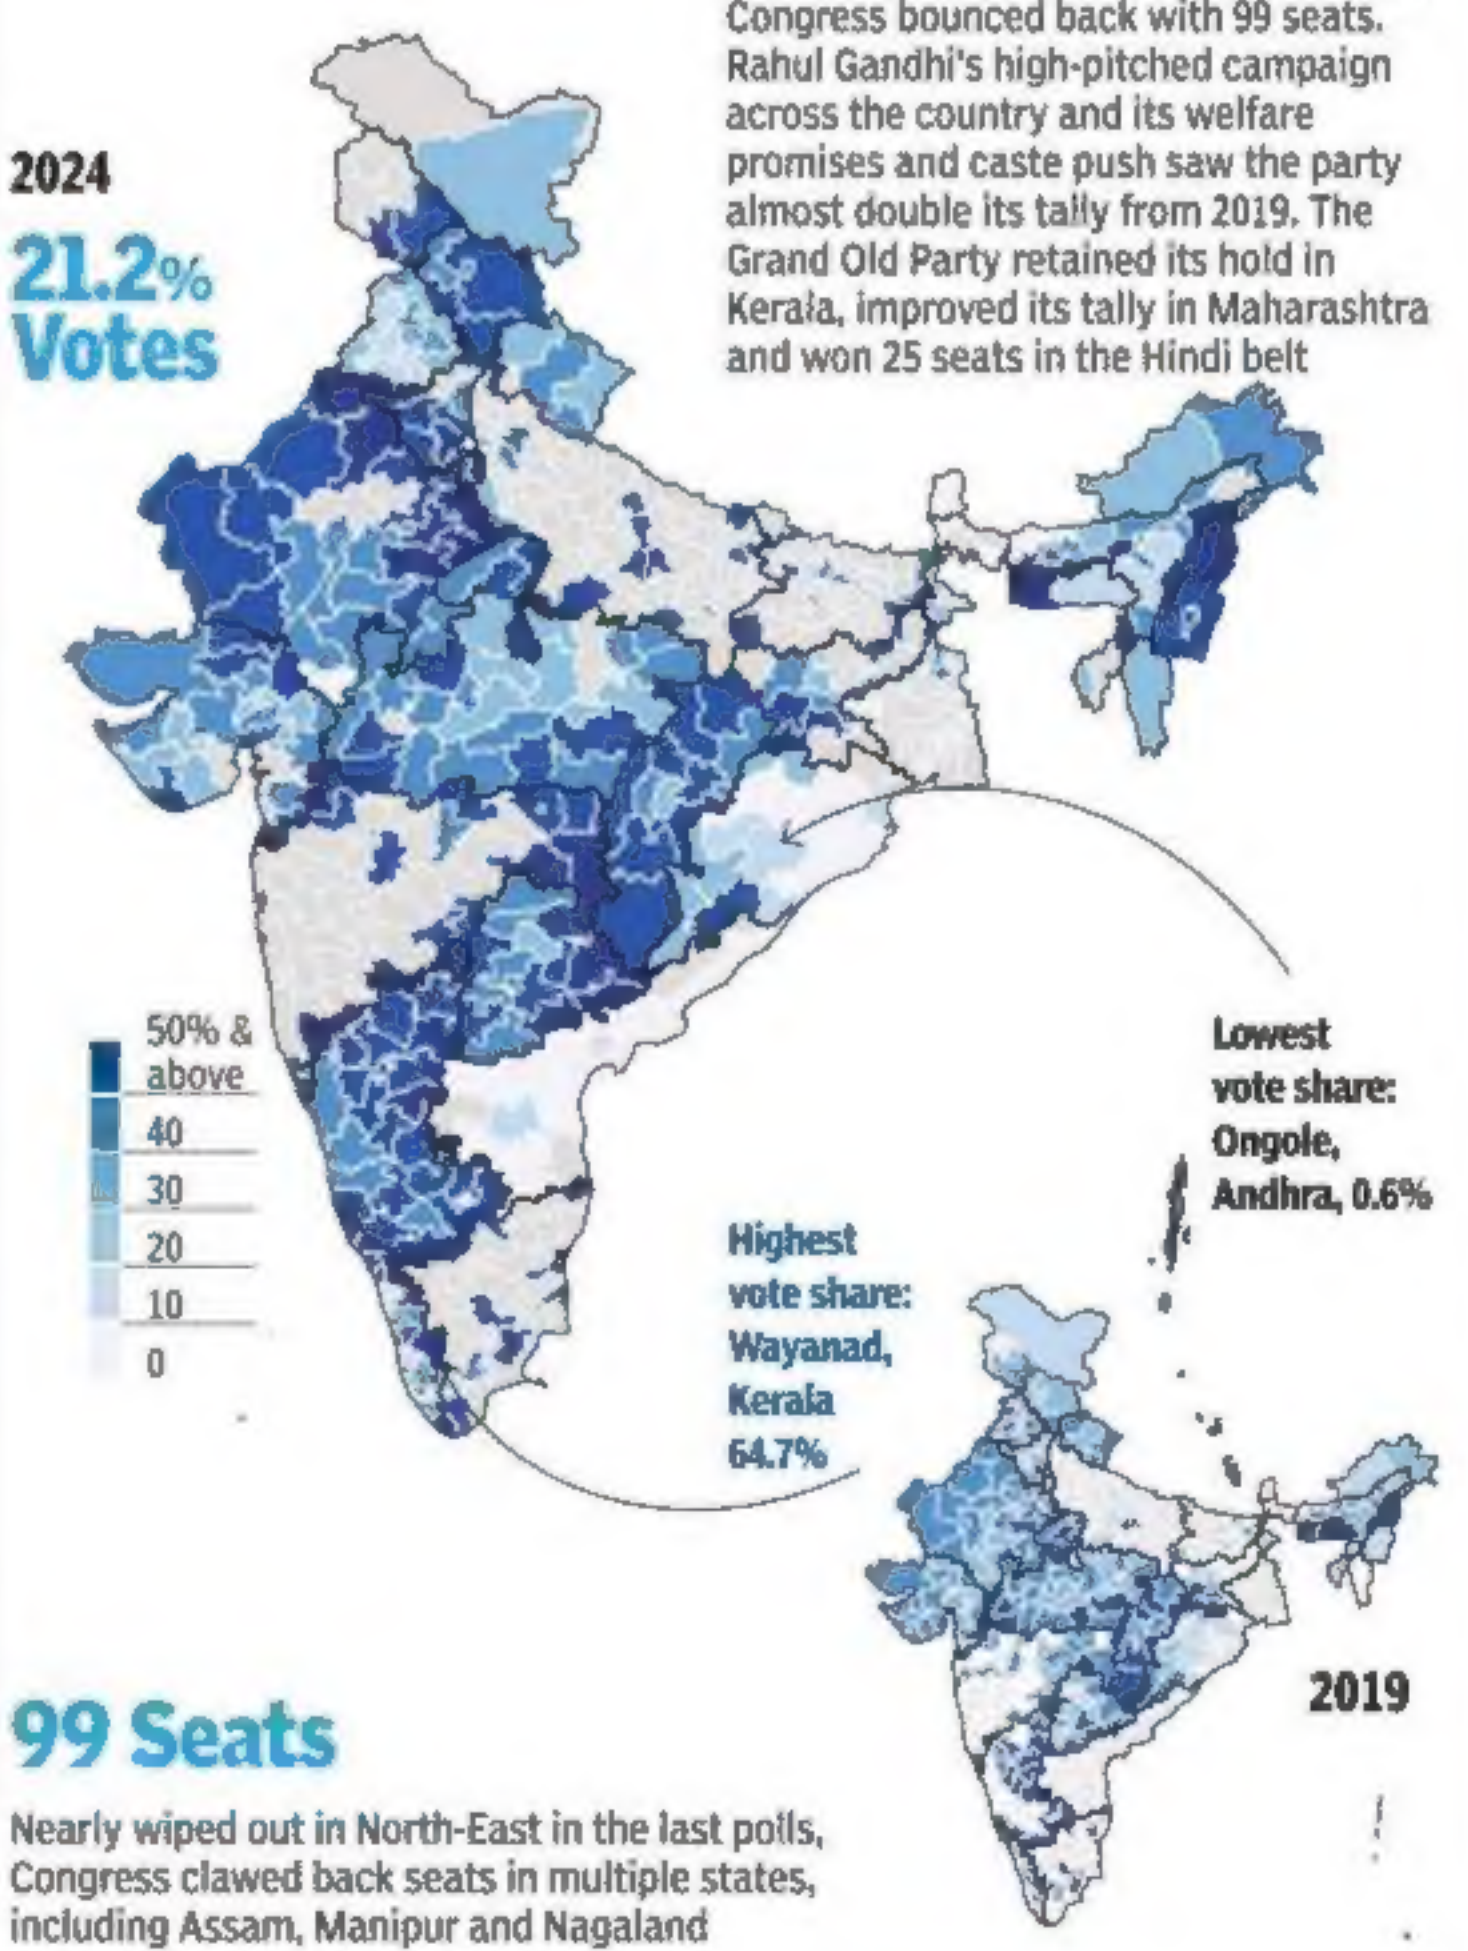 Congress bounced back with 99 seats.
Rahul Gandhi's high-pitched campaign
across the country and its welfare
promises and caste push saw the party
almost double its tally from 2019. The
Grand Old Party retained its hold in
Kerala, improved its tally in Maharashtra
and won 25 seats in the Hindi belt
2024
21.2%
Votes
50% &
above
40
30
20
10
0
Lowest
vote share:
Ongole,
Andhra, 0.6%
Highest
vote share:
Wayanad,
Kerala
64.7%
2019
99 Seats
Nearly wiped out in North-East in the last polls,
Congress clawed back seats in multiple states,
including Assam, Manipur and Nagaland